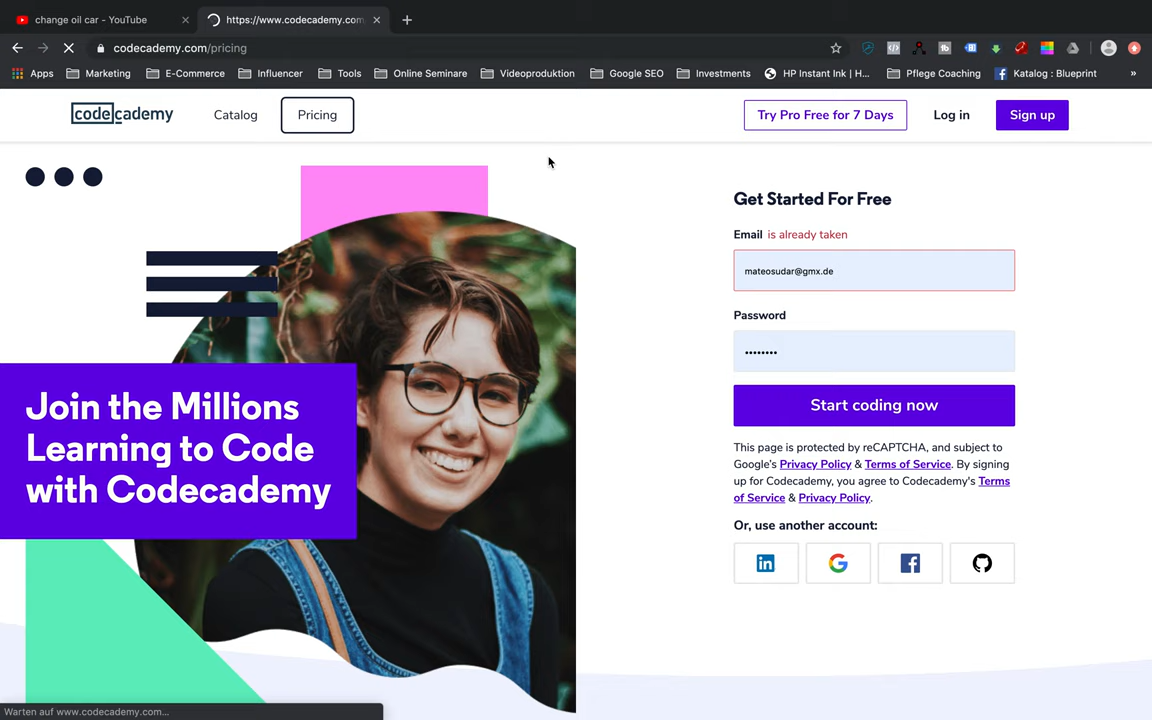 change oil car - YouTube
https://www.codecademy.com
codecademy.com/pricing
Apps
Marketing
E-Commerce
Influencer
Tools
Online Seminare
Videoproduktion
Google SEO
Investments
HP Instant Ink | H...
Pflege Coaching
Katalog : Blueprint
»
codecademy
Catalog
Pricing
Try Pro Free for 7 Days
Log in
Sign up
Join the Millions
Learning to Code
with Codecademy
Get Started For Free
Email is already taken
mateosudar@gmx.de
Password
••••••••
Start coding now
This page is protected by reCAPTCHA, and subject to
Google's Privacy Policy & Terms of Service. By signing
up for Codecademy, you agree to Codecademy's Terms
of Service & Privacy Policy.
Or, use another account:
Warten auf www.codecademy.com...